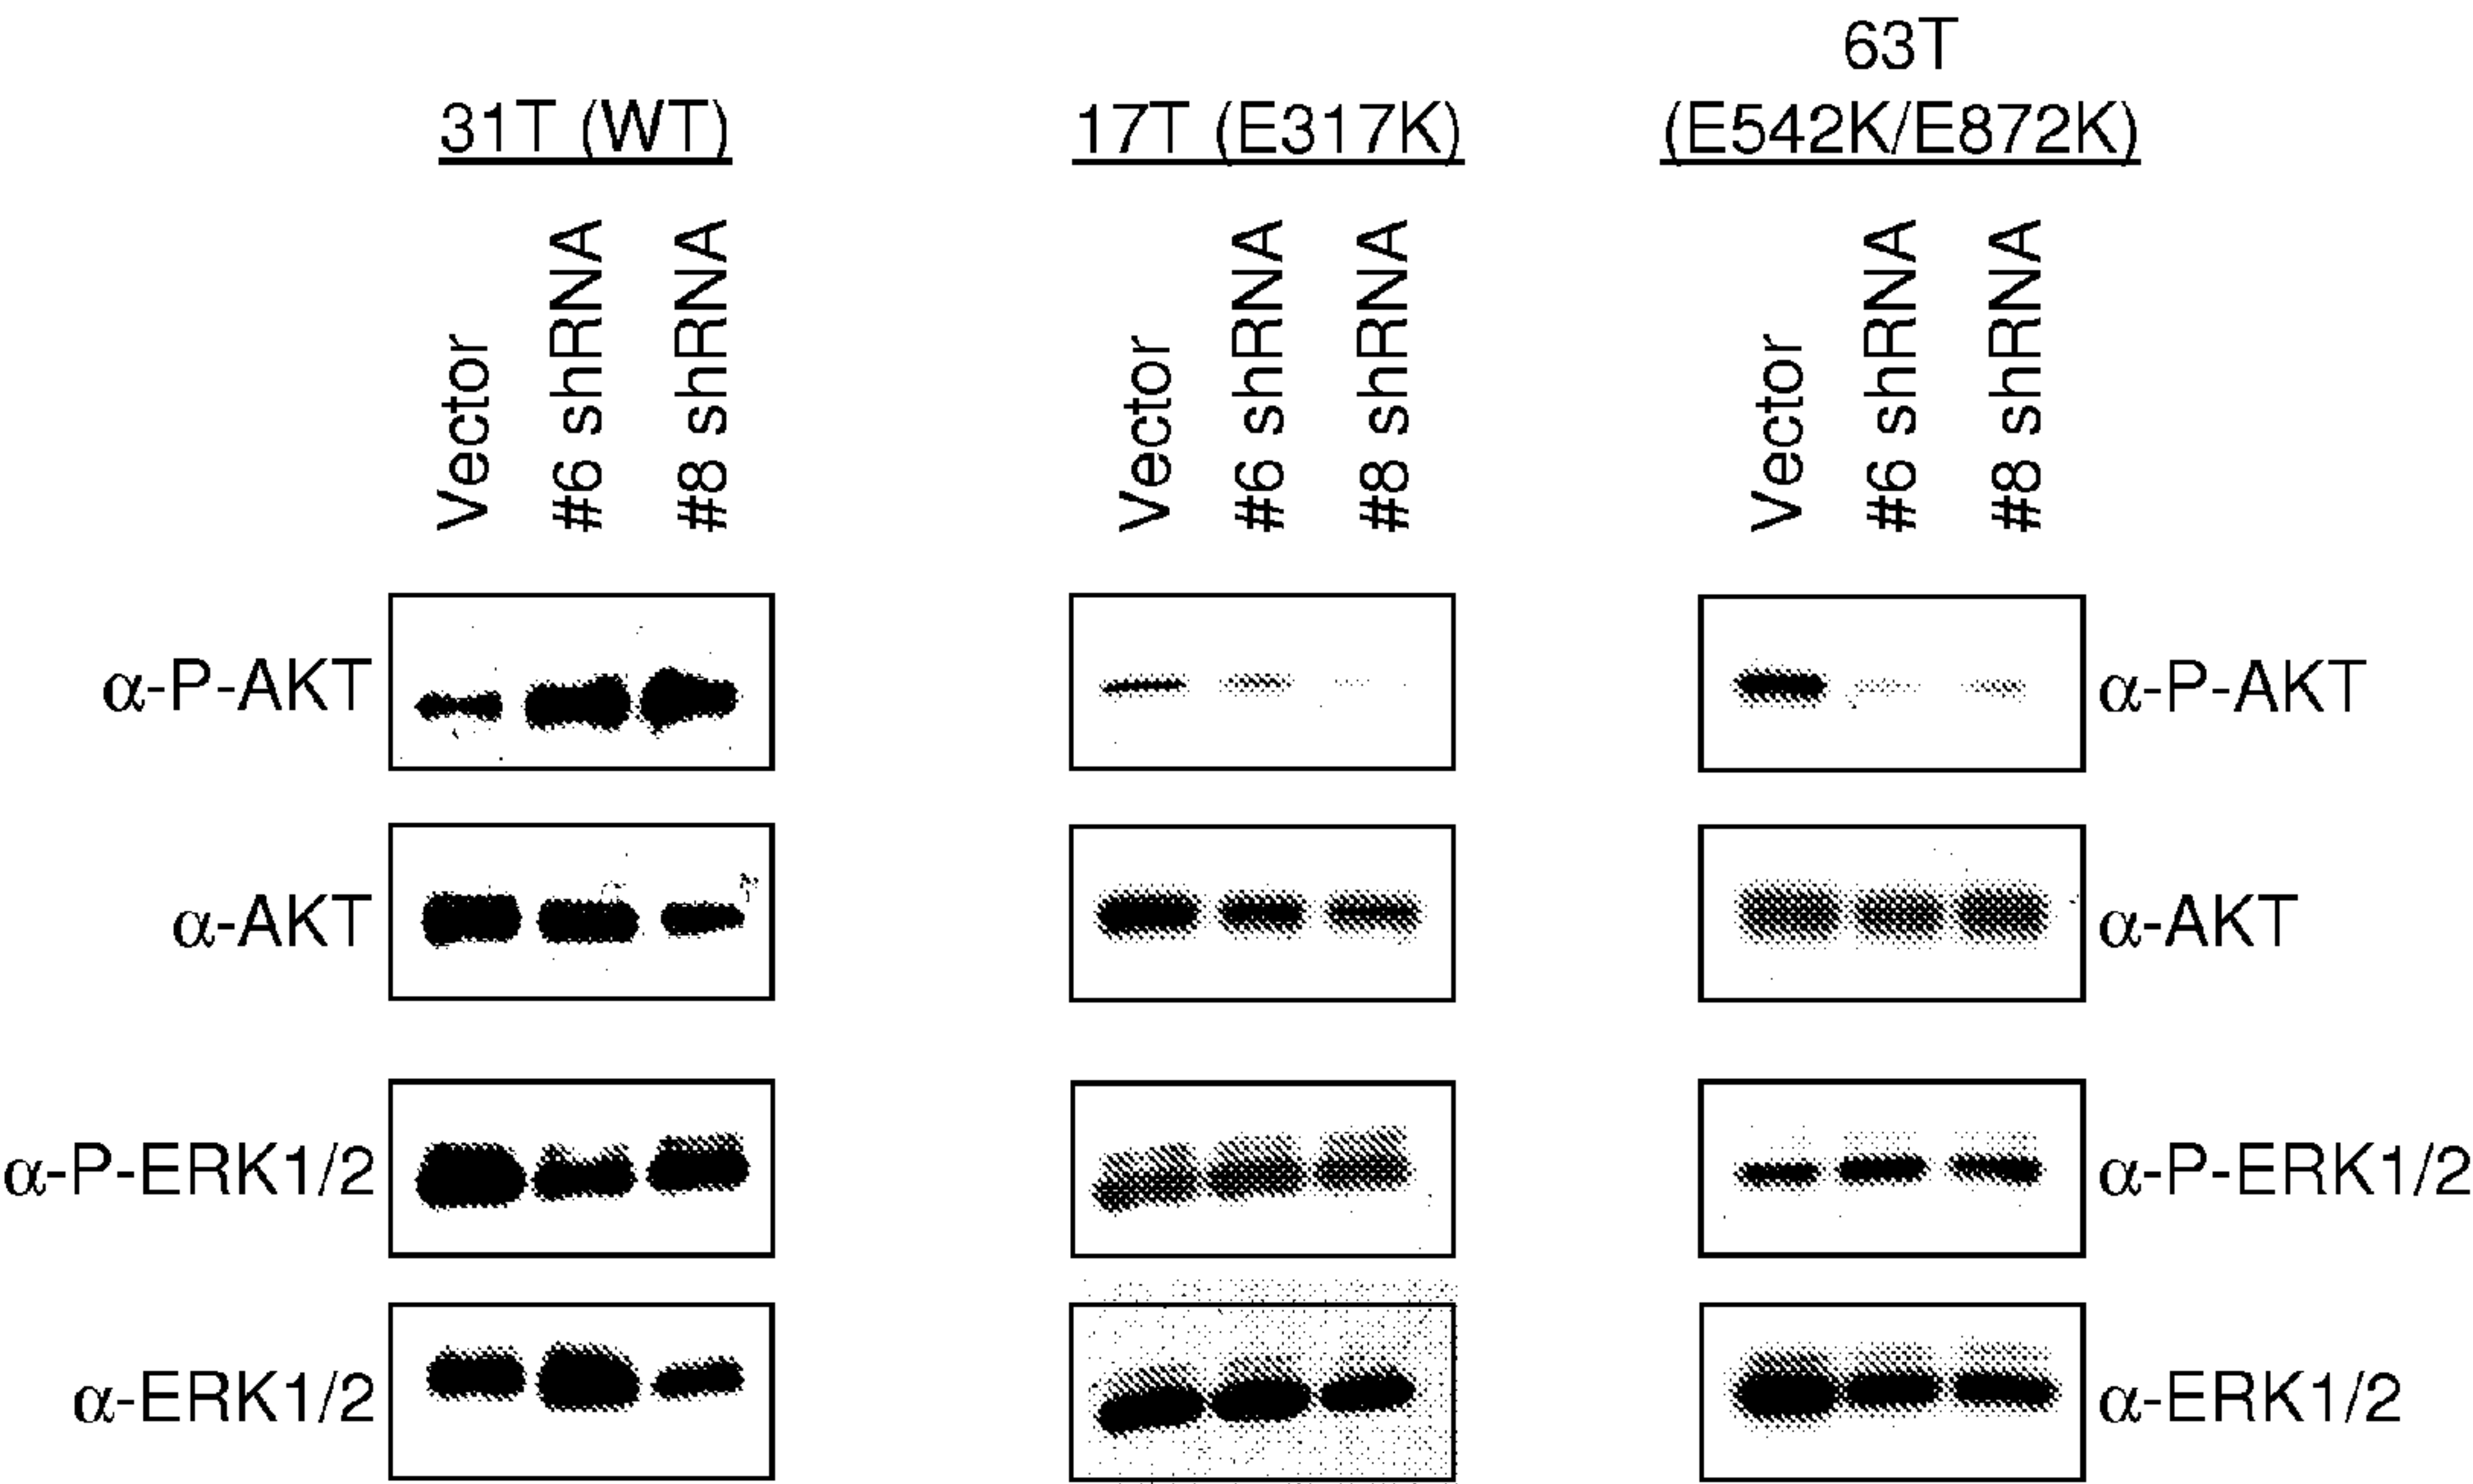 63T
31T (WT) 17T (E317K) (E542K/E872K)
Vector #6 shRNA #8 shRNA Vector #6 shRNA #8 shRNA Vector #6 shRNA #8 shRNA
α-P-AKT α-P-AKT
α-AKT α-AKT
α-P-ERK1/2 α-P-ERK1/2
α-ERK1/2 α-ERK1/2